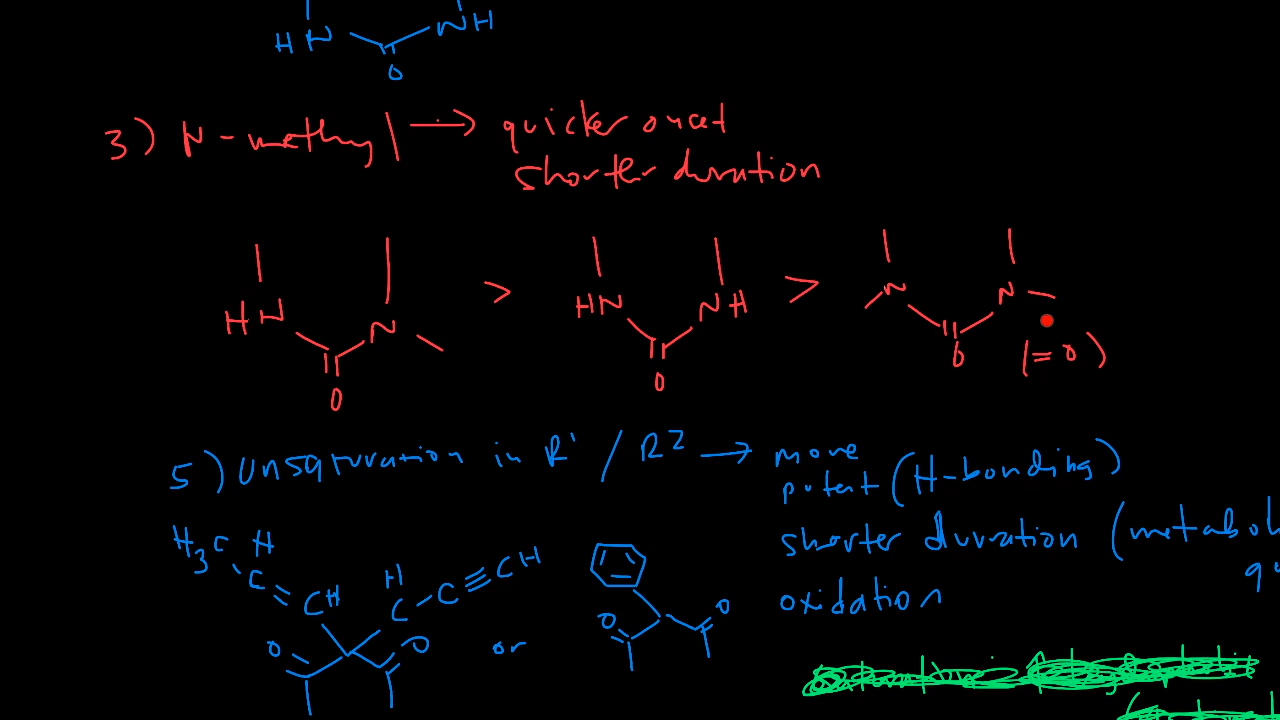 HN NH
O
3) N-methyl → quicker onset
shorter duration
HN N > HN NH > N N
O O O (=0)
5) Unsaturation in R' / R2 → more
potent (H-bonding)
H3C H
shorter duration (metabol
C CH H C C≡CH
oxidation
O O or O O